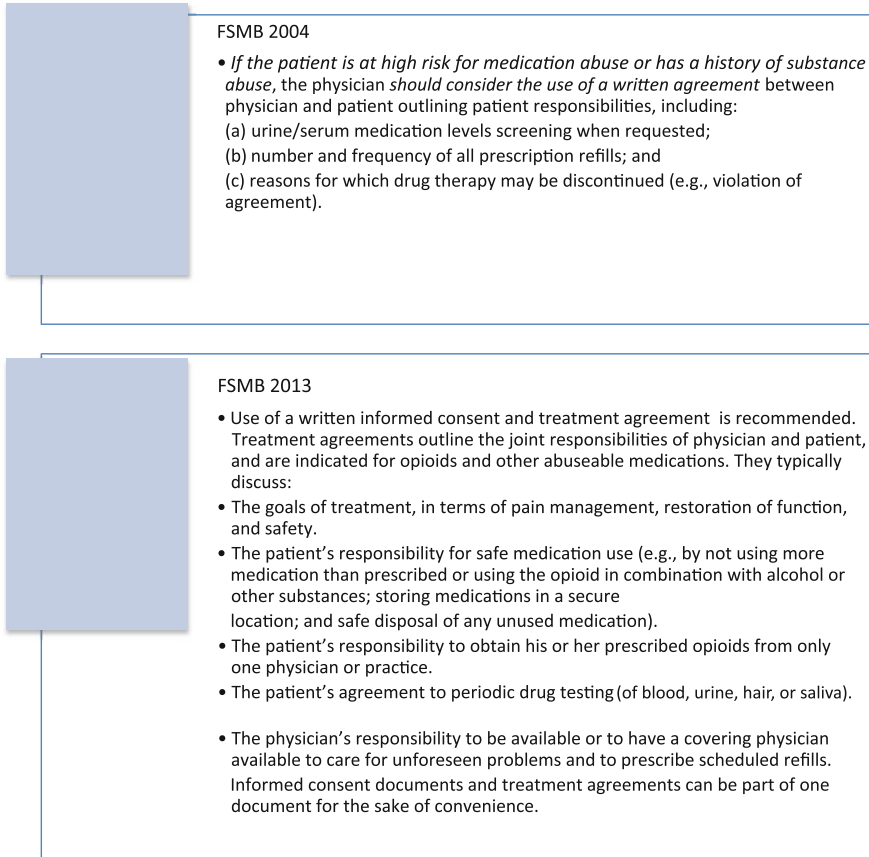 FSMB 2004
• If the patient is at high risk for medication abuse or has a history of substance
abuse, the physician should consider the use of a written agreement between
physician and patient outlining patient responsibilities, including:
(a) urine/serum medication levels screening when requested;
(b) number and frequency of all prescription refills; and
(c) reasons for which drug therapy may be discontinued (e.g., violation of
agreement).
FSMB 2013
• Use of a written informed consent and treatment agreement is recommended.
Treatment agreements outline the joint responsibilities of physician and patient,
and are indicated for opioids and other abuseable medications. They typically
discuss:
• The goals of treatment, in terms of pain management, restoration of function,
and safety.
• The patient's responsibility for safe medication use (e.g., by not using more
medication than prescribed or using the opioid in combination with alcohol or
other substances; storing medications in a secure
location; and safe disposal of any unused medication).
• The patient's responsibility to obtain his or her prescribed opioids from only
one physician or practice.
• The patient's agreement to periodic drug testing (of blood, urine, hair, or saliva).
• The physician's responsibility to be available or to have a covering physician
available to care for unforeseen problems and to prescribe scheduled refills.
Informed consent documents and treatment agreements can be part of one
document for the sake of convenience.